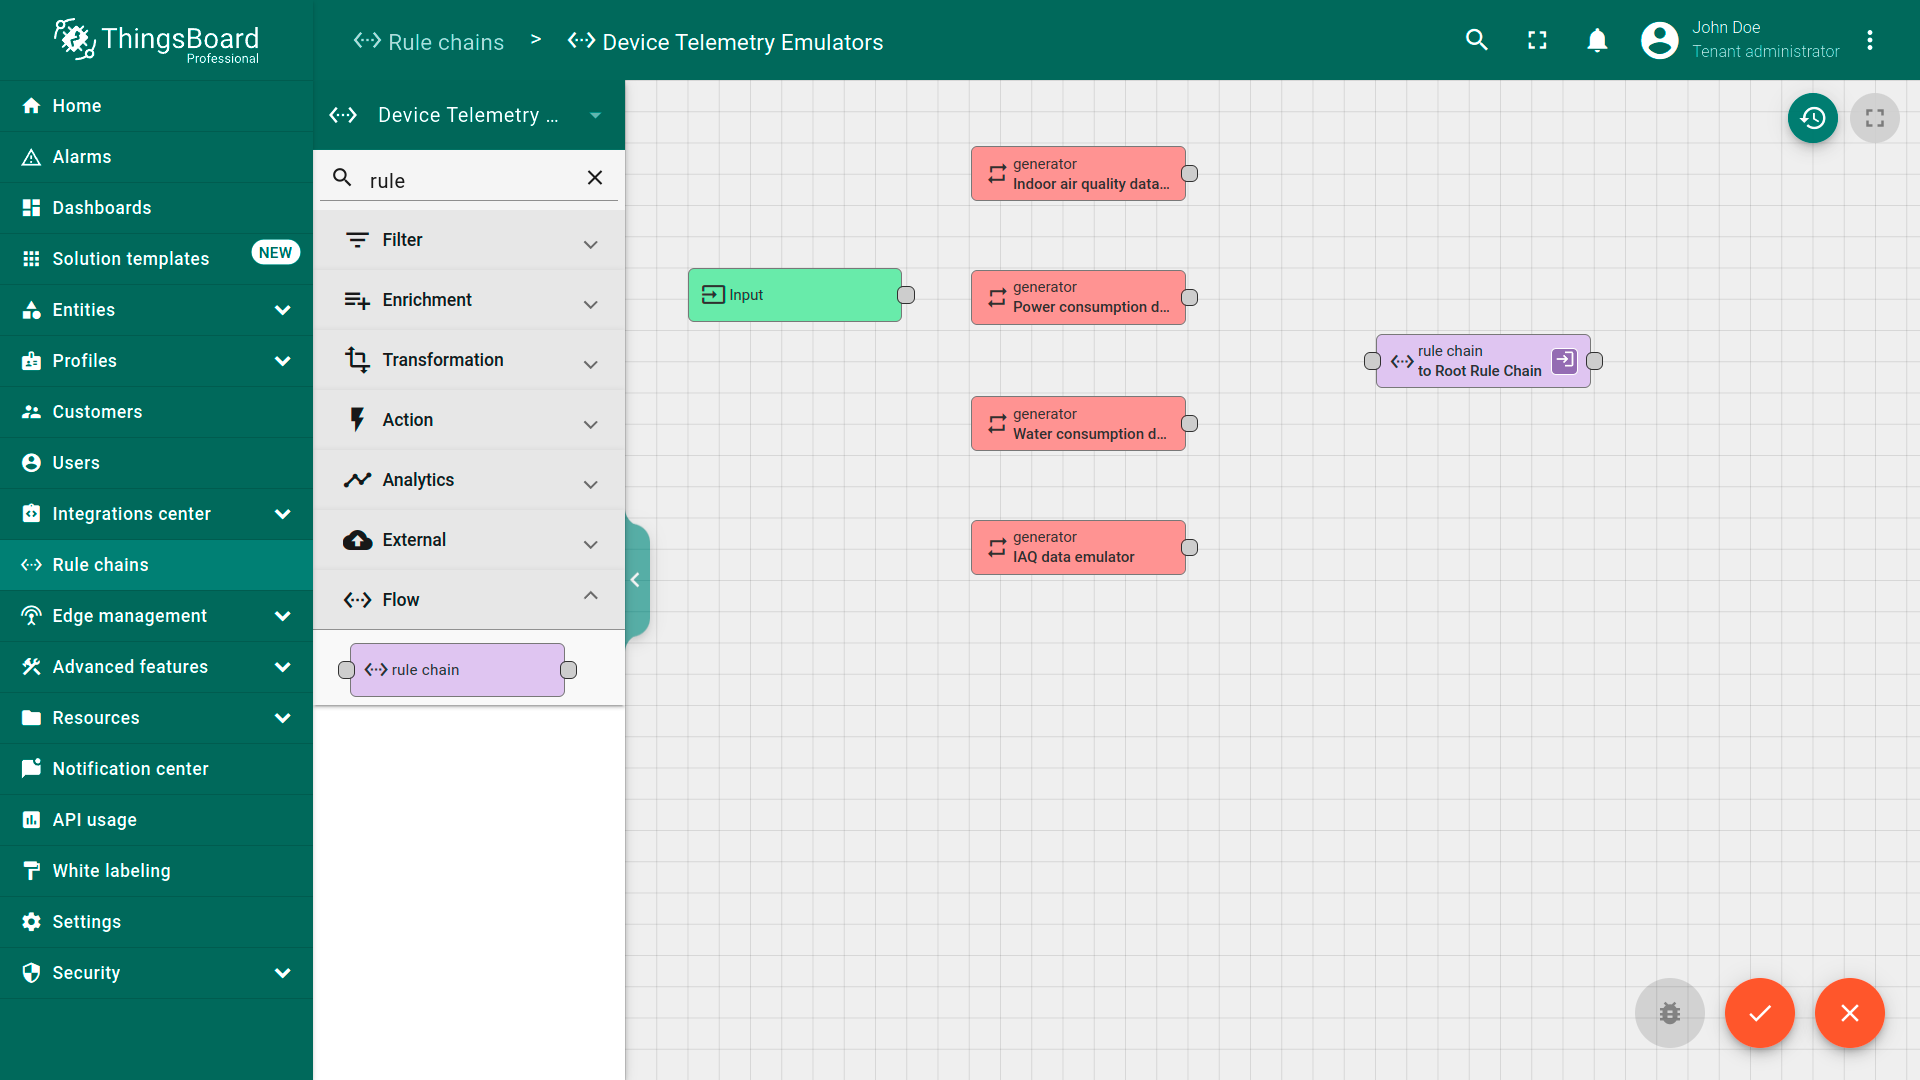 ThingsBoard
Professional
Rule chains > Device Telemetry Emulators
John Doe
Tenant administrator
Home
Alarms
Dashboards
Solution templates NEW
Entities
Profiles
Customers
Users
Integrations center
Rule chains
Edge management
Advanced features
Resources
Notification center
API usage
White labeling
Settings
Security
Device Telemetry ...
rule
Filter
Enrichment
Transformation
Action
Analytics
External
Flow
rule chain
Input
generator
Indoor air quality data...
generator
Power consumption d...
generator
Water consumption d...
generator
IAQ data emulator
rule chain
to Root Rule Chain